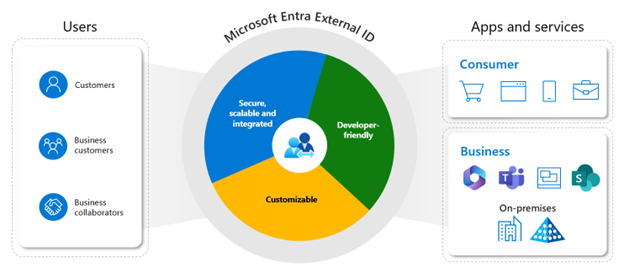 Users
Customers
Business
customers
Business
collaborators
Microsoft Entra External ID
Secure,
scalable and
integrated
Developer-
friendly
Customizable
Apps and services
Consumer
Business
T
S
On-premises